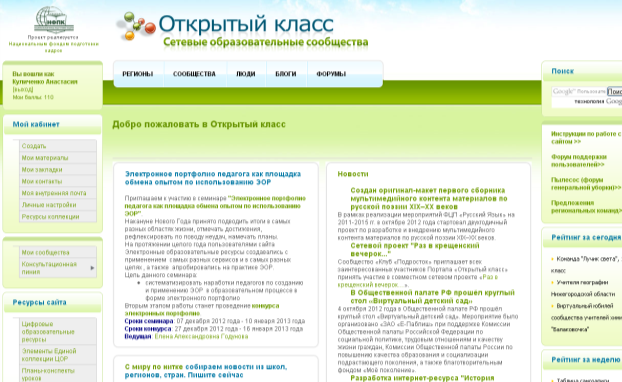 НФПК
Проект реализуется
Национальным фондом подготовки
кадров
Открытый класс
Сетевые образовательные сообщества
РЕГИОНЫ
СООБЩЕСТВА
ЛЮДИ
БЛОГИ
ФОРУМЫ
Вы вошли как
Куличенко Анастасия
[выход]
Мои баллы: 110
Мой кабинет
Создать
Мои материалы
Мои закладки
Мои контакты
Моя внутренняя почта
Личные настройки
Ресурсы коллекции
Мои сообщества
Консультационная
линия
Ресурсы сайта
Цифровые
образовательные
ресурсы
Элементы Единой
коллекции ЦОР
Планы-конспекты
уроков
Добро пожаловать в Открытый класс
Электронное портфолио педагога как площадка
обмена опытом по использованию ЭОР
Приглашаем к участию в семинаре "Электронное портфолио
педагога как площадка обмена опытом по использованию
ЭОР"
Накануне Нового Года принято подводить итоги в самых
разных областях жизни, отмечать достижения,
рефлексировать по поводу неудач, намечать планы.
На протяжении целого года пользователями сайта
Электронные образовательные ресурсы создавались с
применением самых разных сервисов и в самых разных
целях, а также апробировались на практике ЭОР.
Цель данного семинара:
систематизировать наработки педагогов по созданию
и применению ЭОР в образовательном процессе в
форме электронного портфолио
Вторым этапом работы станет проведение конкурса
электронных портфолио.
Сроки семинара: 07 декабря 2012 года - 10 января 2013 года
Сроки конкурса: 27 декабря 2012 года - 16 января 2013 года
Ведущая: Елена Александровна Годнова
С миру по нитке собираем новости из школ,
регионов, стран. Пишите сейчас
Новости
Создан оригинал-макет первого сборника
мультимедийного контента материалов по
русской поэзии XIX–XX веков
В рамках реализации мероприятий ФЦП «Русский Язык» на
2011-2015 гг. в октябре 2012 года стартовал двухлетний
проект по разработке и внедрению мультимедийного
контента материалов по русской поэзии XIX–XX веков.
Сетевой проект "Раз в крещенский
вечерок..."
Сообщество «Клуб «Подросток» приглашает всех
заинтересованных участников Портала «Открытый класс»
принять участие в совместном сетевом проекте «Раз в
крещенский вечерок...».
В Общественной палате РФ прошел круглый
стол «Виртуальный детский сад»
4 октября 2012 года в Общественной палате РФ прошел
круглый стол «Виртуальный детский сад». Мероприятие было
организовано «ЗАО «Е-Паблиш» при поддержке Комиссии
Общественной палаты Российской Федерации по
социальной политике, трудовым отношениям и качеству
жизни граждан, Комиссии Общественной палаты России по
повышению качества образования и социализации
подрастающего поколения, а также благотворительным
фондом «Моё поколение».
Разработка интернет-ресурса "История
Поиск
Google
Пользовате
Поис
технологии Goog
Инструкции по работе с
сайтом >>
Форум поддержки
пользователей>>
Пылесос (форум
генеральной уборки)>>
Предложения
региональных команд>
Рейтинг за сегодня
Команда "Лучик света",
класс
Учителя географии
Нижегородской области
Виртуальный юбилей
сообщества учителей хими
"Балаковочка"
Рейтинг за неделю
Таблица самозаписи